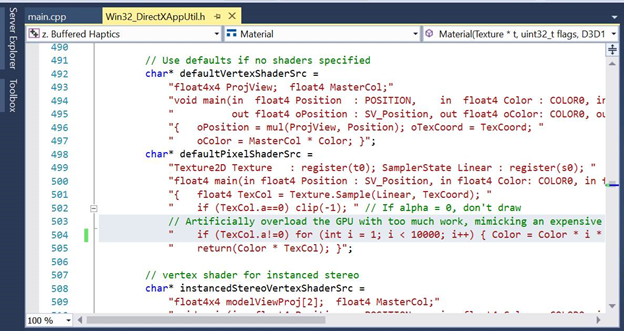 Server Explorer
Toolbox
main.cpp
Win32_DirectXAppUtil.h
z. Buffered Haptics
Material
Material(Texture * t, uint32_t flags, D3D1
490
491 // Use defaults if no shaders specified
492 char* defaultVertexShaderSrc =
493 "float4x4 ProjView; float4 MasterCol;"
494 "void main(in float4 Position : POSITION, in float4 Color : COLOR0, in
495 " out float4 oPosition : SV_Position, out float4 oColor: COLOR0, ou
496 "{ oPosition = mul(ProjView, Position); oTexCoord = TexCoord; "
497 " oColor = MasterCol * Color; }";
498 char* defaultPixelShaderSrc =
499 "Texture2D Texture : register(t0); SamplerState Linear : register(s0); "
500 "float4 main(in float4 Position : SV_Position, in float4 Color: COLOR0, in
501 "{ float4 TexCol = Texture.Sample(Linear, TexCoord); "
502 " if (TexCol.a==0) clip(-1); " // If alpha = 0, don't draw
503 // Artificially overload the GPU with too much work, mimicking an expensive
504 " if (TexCol.a!=0) for (int i = 1; i < 10000; i++) { Color = Color * i *
505 " return(Color * TexCol); }";
506
507 // vertex shader for instanced stereo
508 char* instancedStereoVertexShaderSrc =
509 "float4x4 modelViewProj[2]; float4 MasterCol;"
100 %